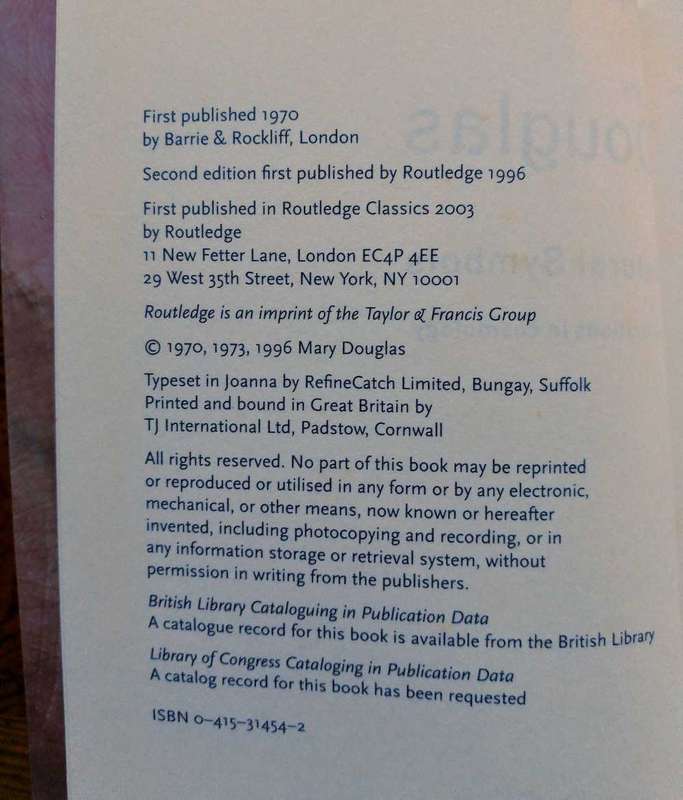 First published 1970
by Barrie & Rockliff, London
Second edition first published by Routledge 1996
First published in Routledge Classics 2003
by Routledge
11 New Fetter Lane, London EC4P 4EE
29 West 35th Street, New York, NY 10001
Routledge is an imprint of the Taylor & Francis Group
© 1970, 1973, 1996 Mary Douglas
Typeset in Joanna by RefineCatch Limited, Bungay, Suffolk
Printed and bound in Great Britain by
TJ International Ltd, Padstow, Cornwall
All rights reserved. No part of this book may be reprinted
or reproduced or utilised in any form or by any electronic,
mechanical, or other means, now known or hereafter
invented, including photocopying and recording, or in
any information storage or retrieval system, without
permission in writing from the publishers.
British Library Cataloguing in Publication Data
A catalogue record for this book is available from the British Library
Library of Congress Cataloging in Publication Data
A catalog record for this book has been requested
ISBN 0–415–31454–2